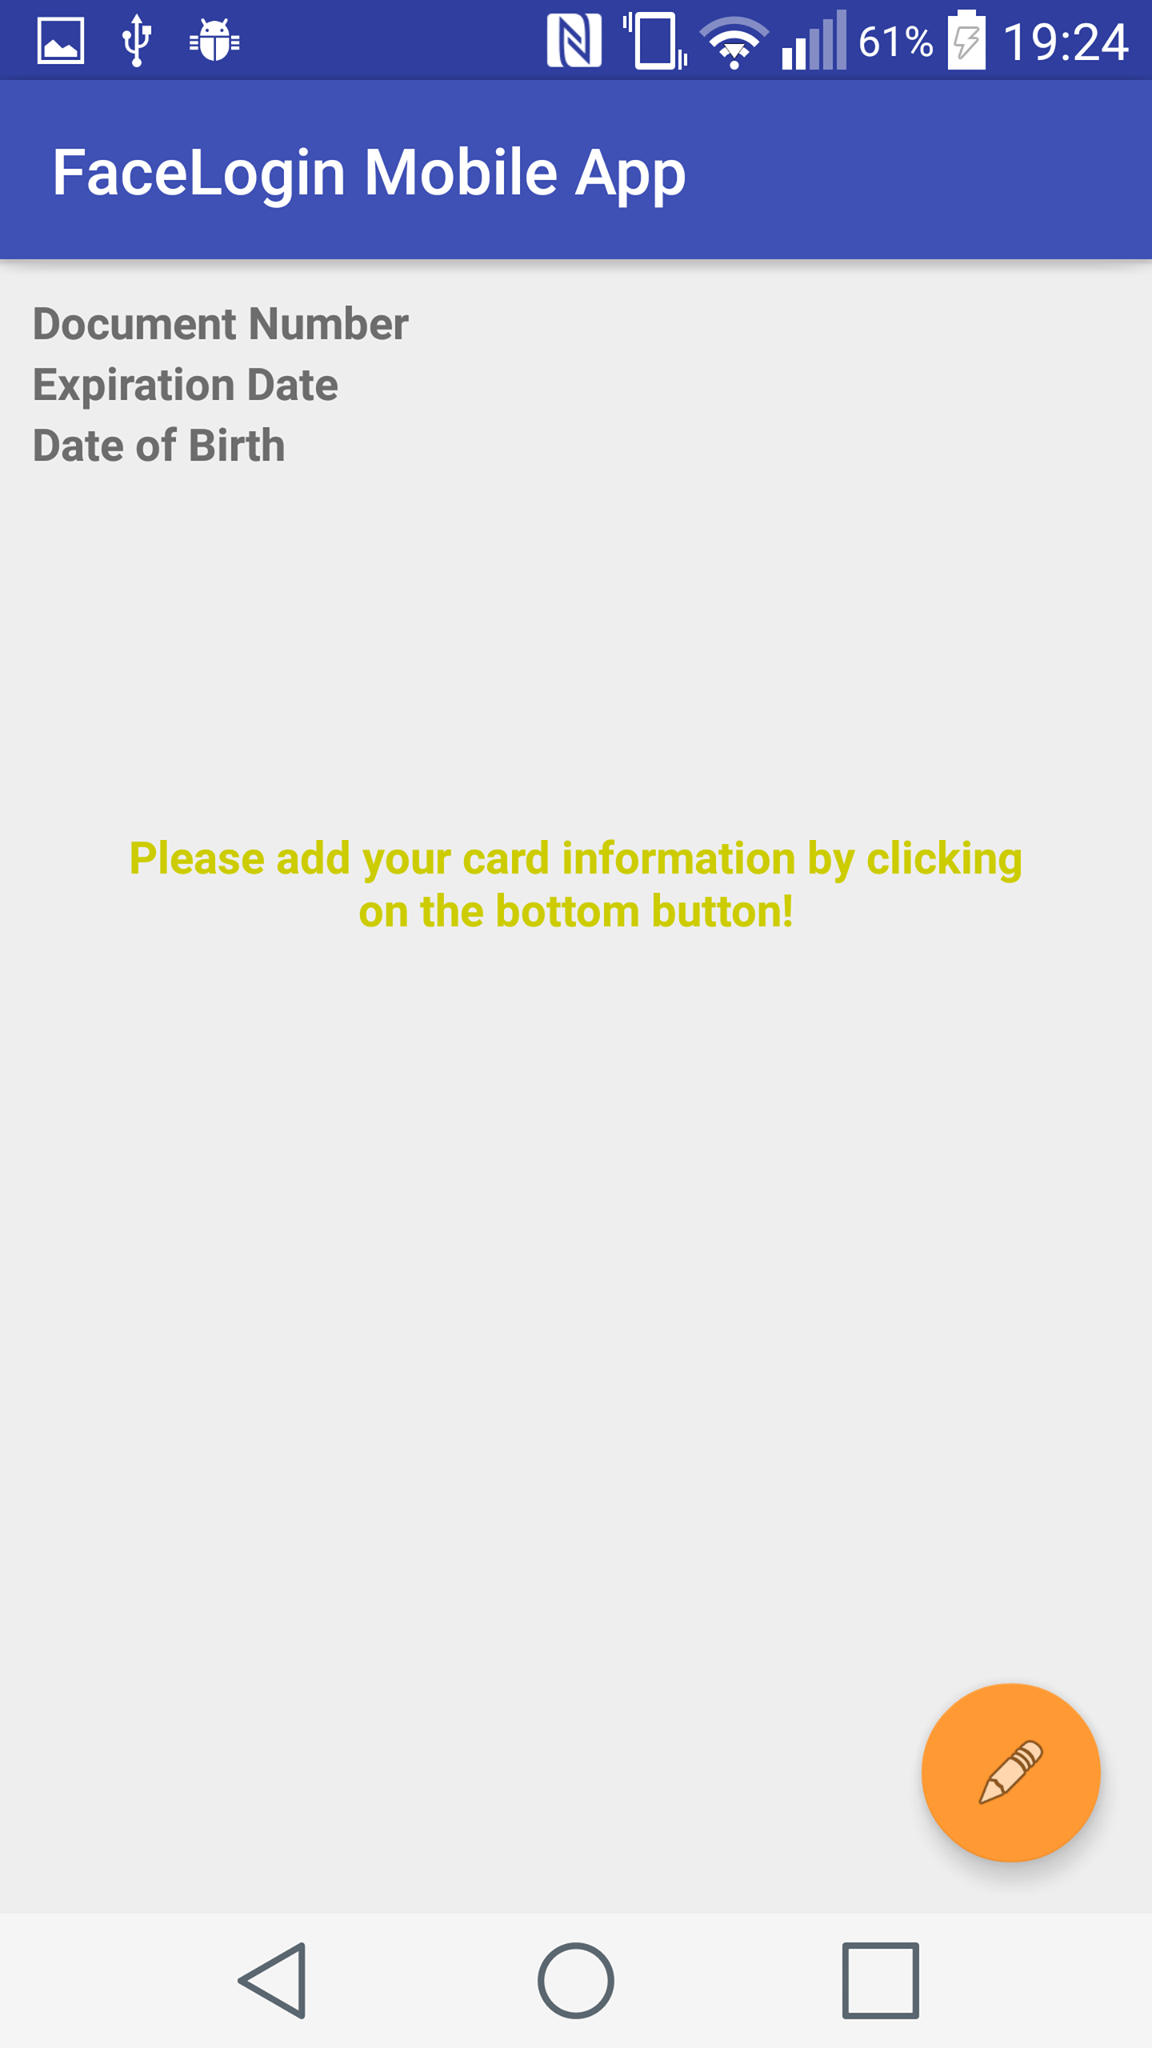 61% 19:24
FaceLogin Mobile App
Document Number
Expiration Date
Date of Birth
Please add your card information by clicking
on the bottom button!